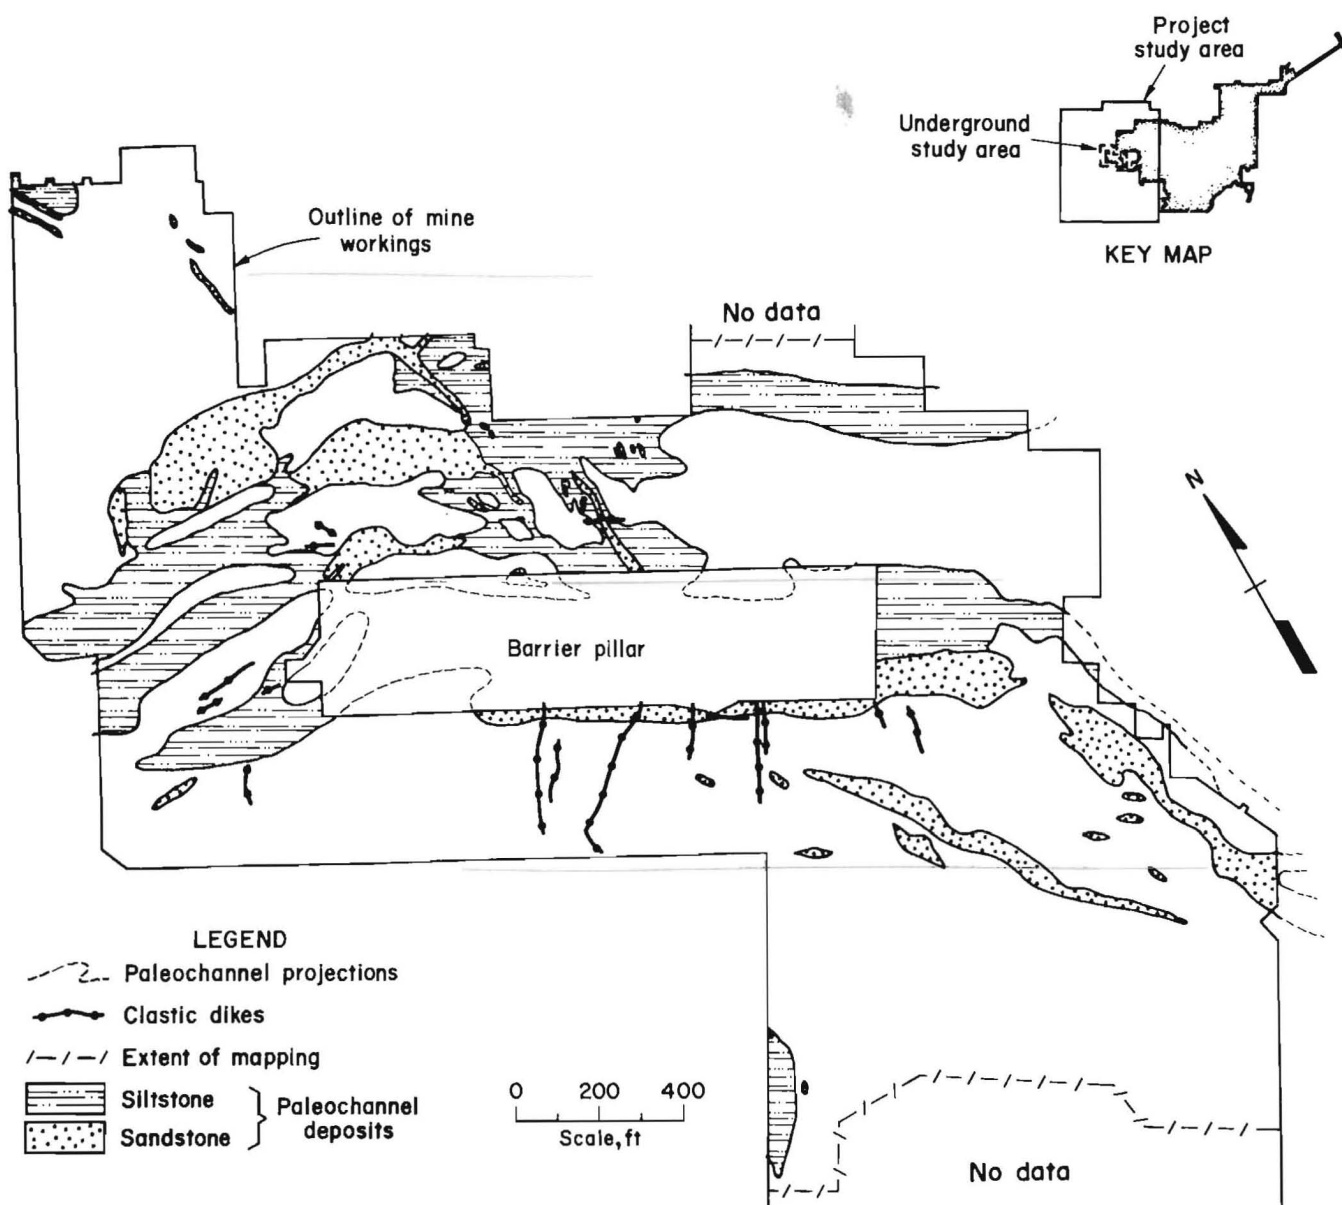 Project
study area
Underground
study area
KEY MAP
Outline of mine
workings
No data
N
Barrier pillar
LEGEND
Paleochannel projections
Clastic dikes
Extent of mapping
Siltstone
Sandstone
Paleochannel
deposits
0 200 400
Scale, ft
No data